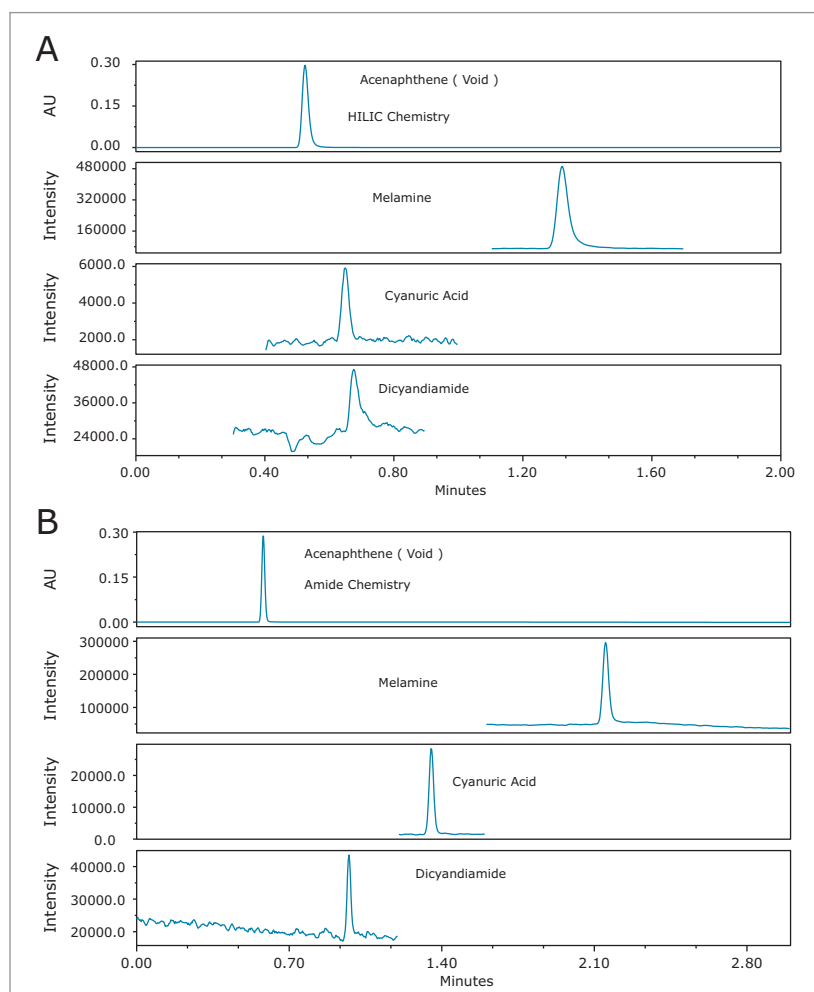 A
0.30
Acenaphthene ( Void )
AU
0.15
HILIC Chemistry
0.00
480000
Intensity
320000
Melamine
160000
6000.0
Intensity
Cyanuric Acid
4000.0
2000.0
48000.0
Intensity
Dicyandiamide
36000.0
24000.0
0.00 0.40 0.80 1.20 1.60 2.00
Minutes
B
0.30
Acenaphthene ( Void )
AU
0.15
Amide Chemistry
0.00
300000
Intensity
200000
Melamine
100000
Intensity
20000.0
Cyanuric Acid
10000.0
0.0
Intensity
40000.0
Dicyandiamide
30000.0
20000.0
0.00 0.70 1.40 2.10 2.80
Minutes